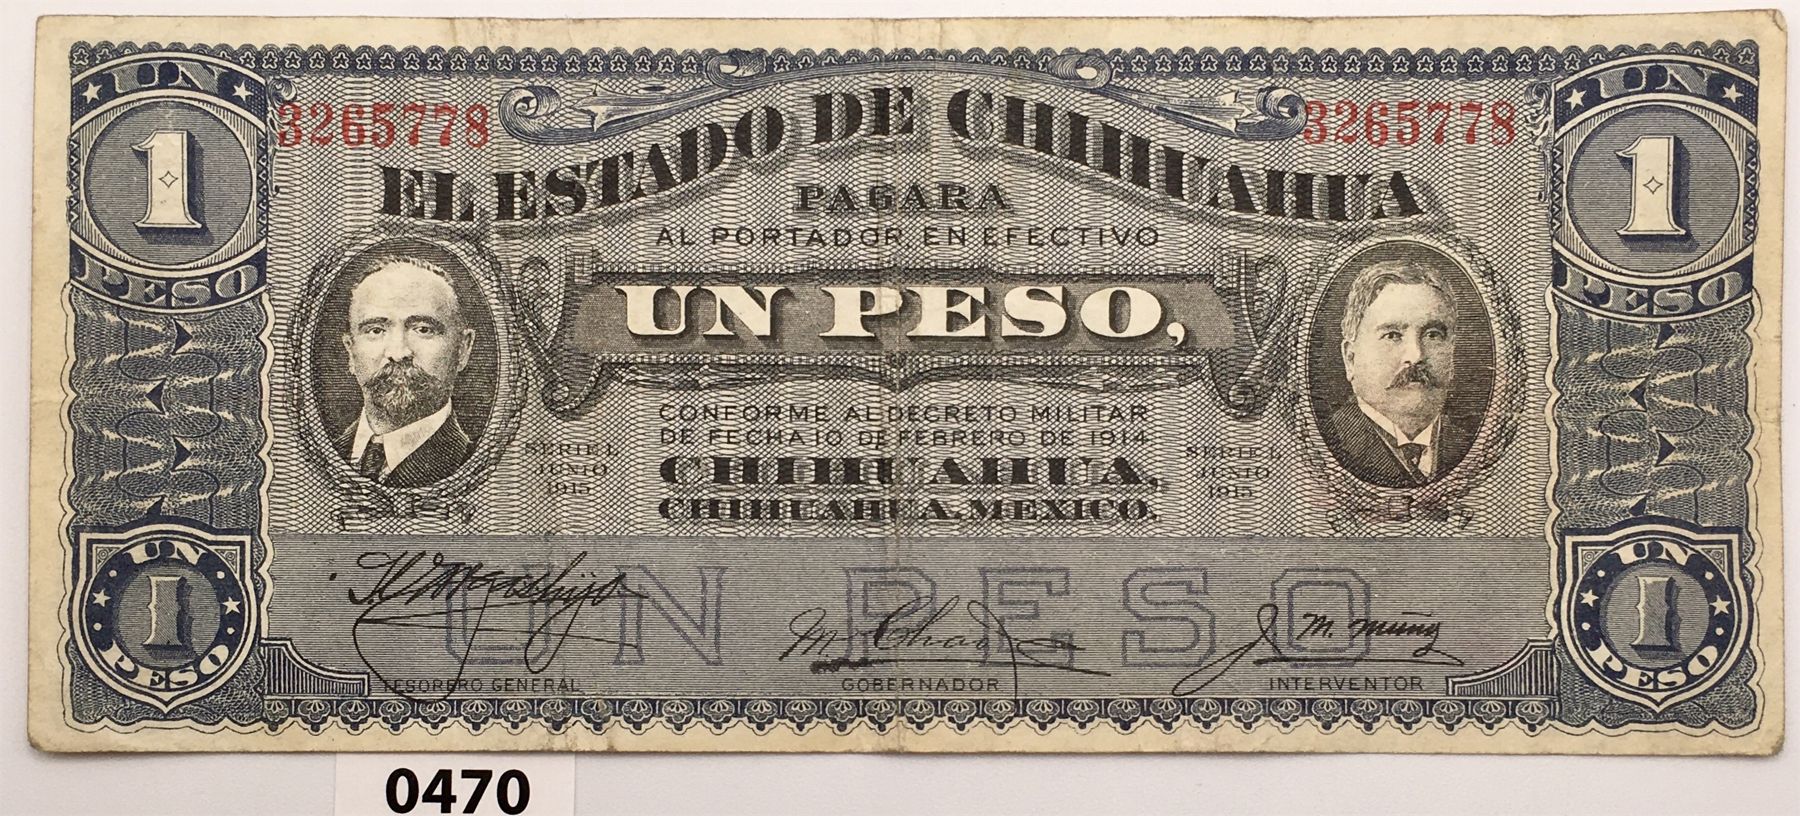 UN
1
PESO
3265778
3265778
UN
1
PESO
EL ESTADO DE CHIHUAHUA
PAGARA
AL PORTADOR EN EFECTIVO
UN PESO,
CONFORME AL DECRETO MILITAR
DE FECHA 10 DE FEBRERO DE 1914
CHIHUAHUA,
CHIHUAHUA. MEXICO.
SERIE
JUNIO
1915
SERIE
JUNIO
1915
UN PESO
UN
1
PESO
TESORERO GENERAL
M
GOBERNADOR
J. M.
INTERVENTOR
UN
1
PESO
0470